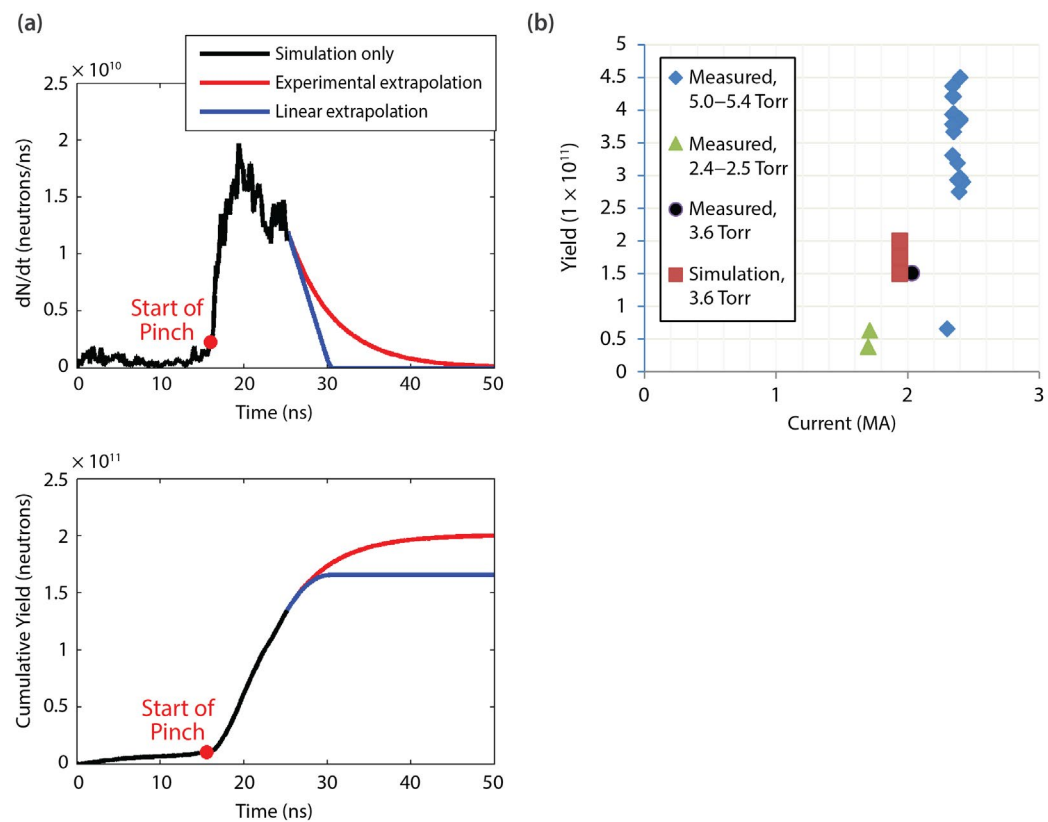 (a)
Simulation only
Experimental extrapolation
Linear extrapolation
× 10¹⁰
2.5
2
1.5
1
0.5
0
dN/dt (neutrons/ns)
Start of
Pinch
0 10 20 30 40 50
Time (ns)
× 10¹¹
2.5
2
1.5
1
0.5
0
Cumulative Yield (neutrons)
Start of
Pinch
0 10 20 30 40 50
Time (ns)
(b)
5
4.5
4
3.5
3
2.5
2
1.5
1
0.5
0
Yield (1 × 10¹¹)
Measured,
5.0–5.4 Torr
Measured,
2.4–2.5 Torr
Measured,
3.6 Torr
Simulation,
3.6 Torr
0 1 2 3
Current (MA)